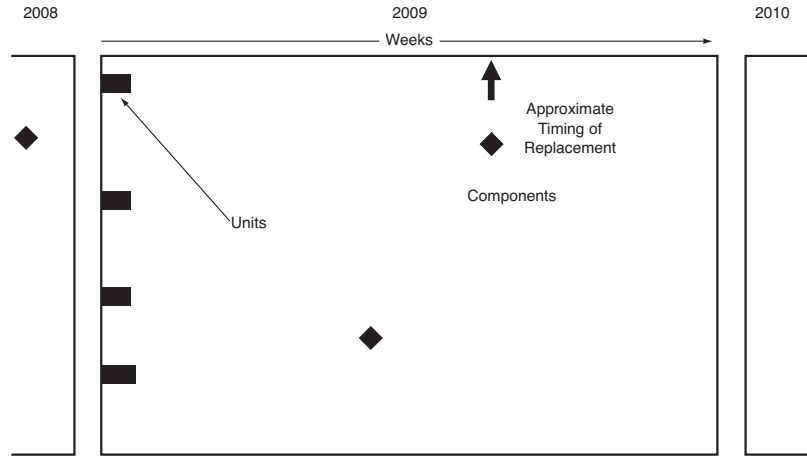 2008
2009
2010
Weeks
Approximate
Timing of
Replacement
Components
Units